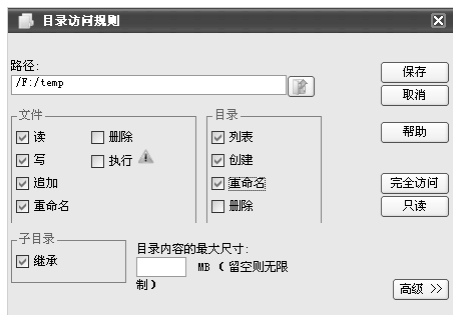 目录访问规则
路径:
/F:/temp
保存
取消
帮助
完全访问
只读
高级 >>
文件
读
删除
写
执行
追加
重命名
目录
列表
创建
重命名
删除
子目录
继承
目录内容的最大尺寸:
MB （留空则无限
制）